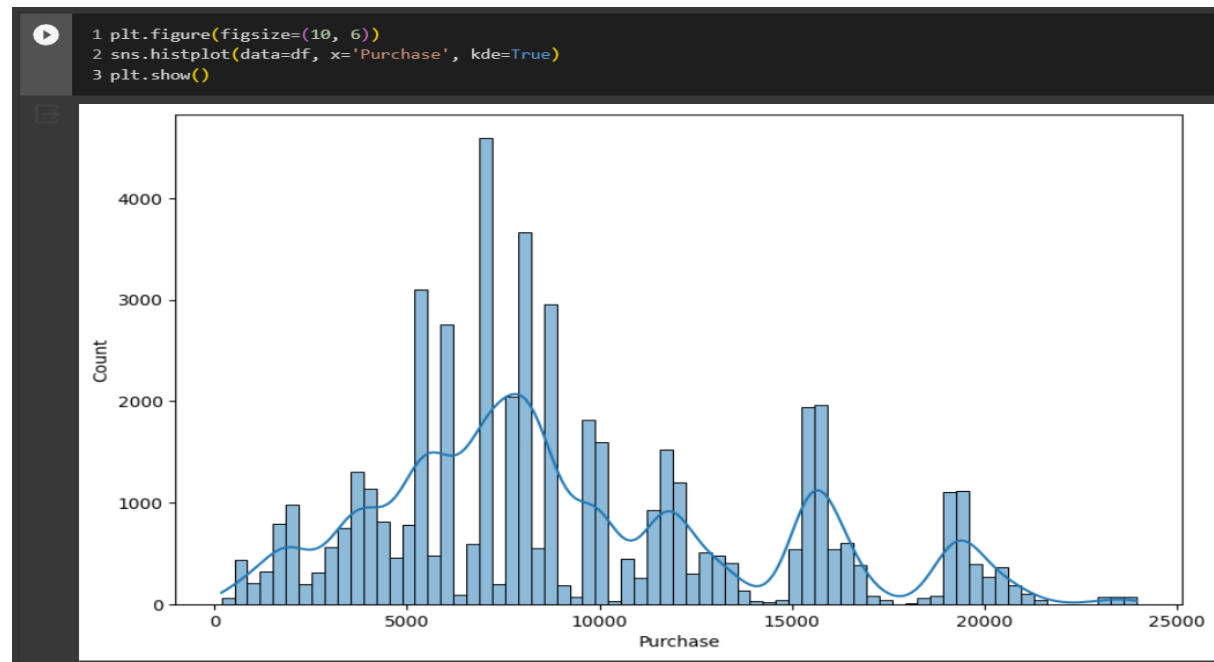 1 plt.figure(figsize=(10, 6))
2 sns.histplot(data=df, x='Purchase', kde=True)
3 plt.show()
4000
3000
2000
1000
0
Count
0 5000 10000 15000 20000 25000
Purchase